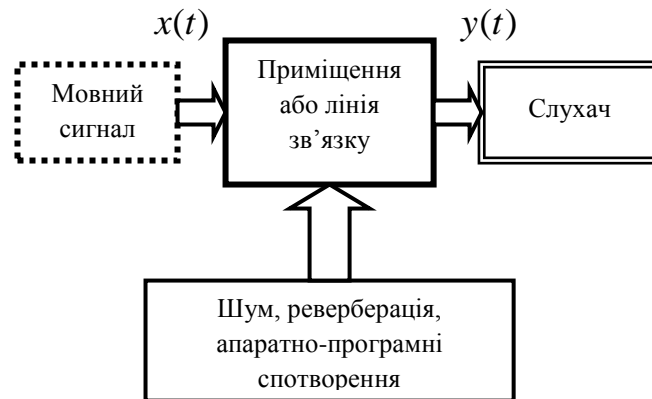 x(t)
y(t)
Мовний
сигнал
Приміщення
або лінія
зв’язку
Слухач
Шум, реверберація,
апаратно-програмні
спотворення